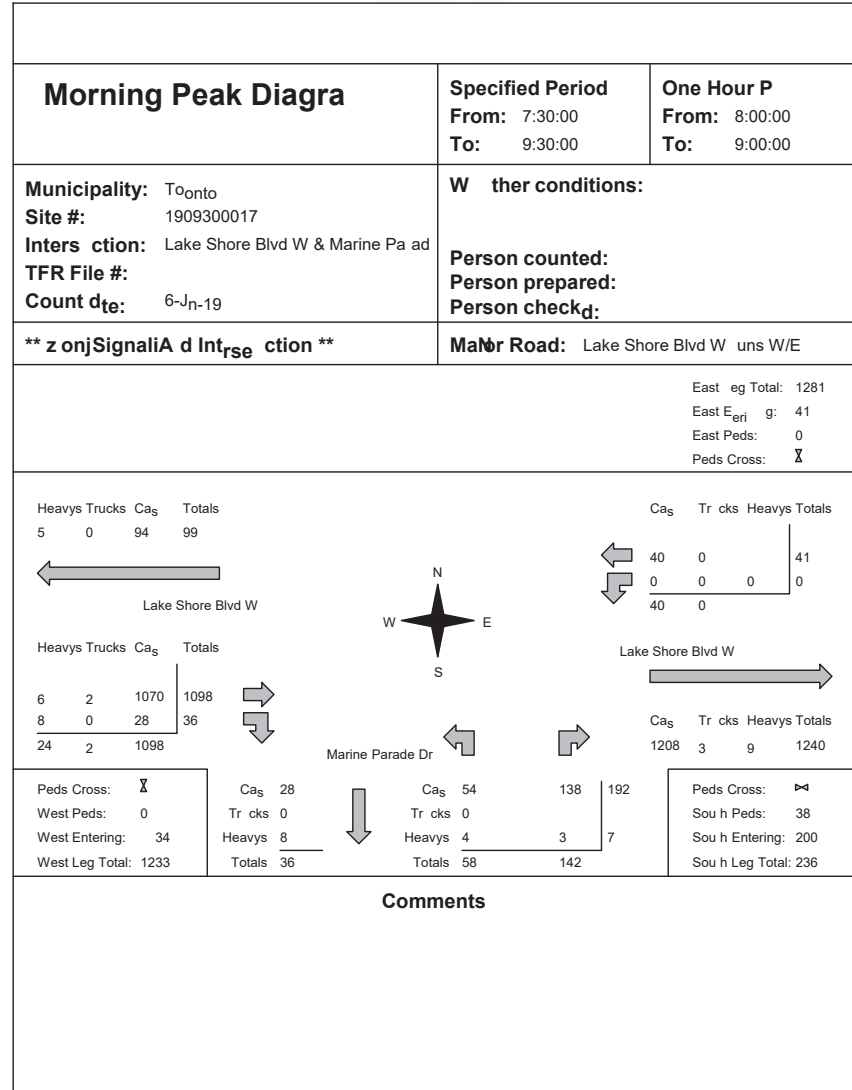 Morning Peak Diagra
Specified Period
From: 7:30:00
To: 9:30:00
One Hour P
From: 8:00:00
To: 9:00:00
Municipality: Toonto
Site #: 1909300017
Inters ction: Lake Shore Blvd W & Marine Pa ad
TFR File #:
Count dte: 6-Jn-19
W ther conditions:
Person counted:
Person prepared:
Person checkd:
** z onjSignaliA d Intrse ction **
Road: Lake Shore Blvd W uns W/E
East eg Total: 1281
East Eeri g: 41
East Peds: 0
Peds Cross:
Heavys Trucks Cas Totals
5 0 94 99
Lake Shore Blvd W
Heavys Trucks Cas Totals
6 2 1070 1098
8 0 28 36
24 2 1098
N
W E
S
Cas Tr cks Heavys Totals
40 0 41
0 0 0 0
40 0
Lake Shore Blvd W
Cas Tr cks Heavys Totals
1208 3 9 1240
Marine Parade Dr
Peds Cross:
West Peds: 0
West Entering: 34
West Leg Total: 1233
Cas 28
Tr cks 0
Heavys 8
Totals 36
Cas 54 138 192
Tr cks 0
Heavys 4 3 7
Totals 58 142
Peds Cross:
Sou h Peds: 38
Sou h Entering: 200
Sou h Leg Total: 236
Comments